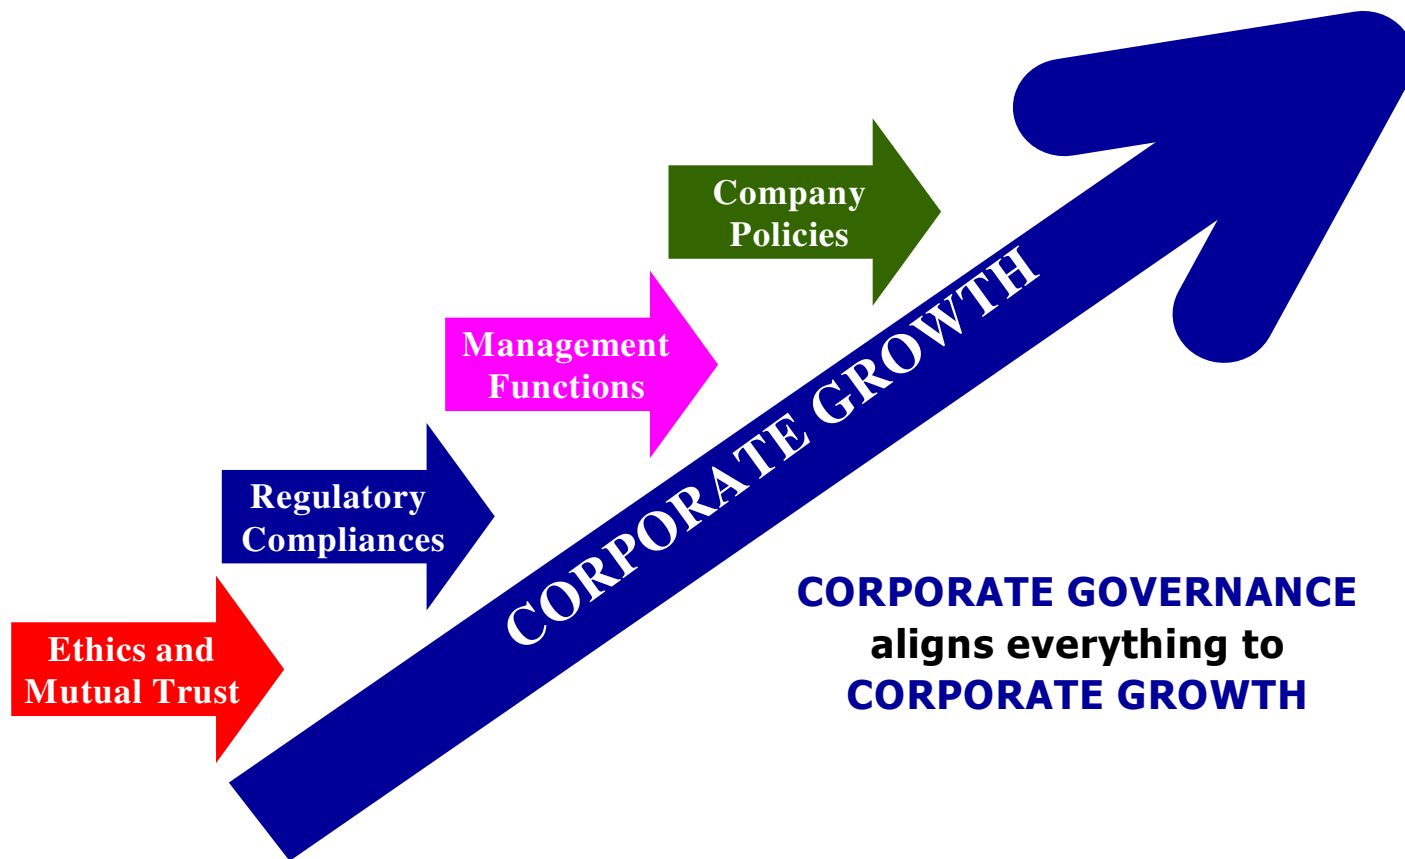 Company
Policies
Management
Functions
Regulatory
Compliances
Ethics and
Mutual Trust
CORPORATE GROWTH
CORPORATE GOVERNANCE
aligns everything to
CORPORATE GROWTH